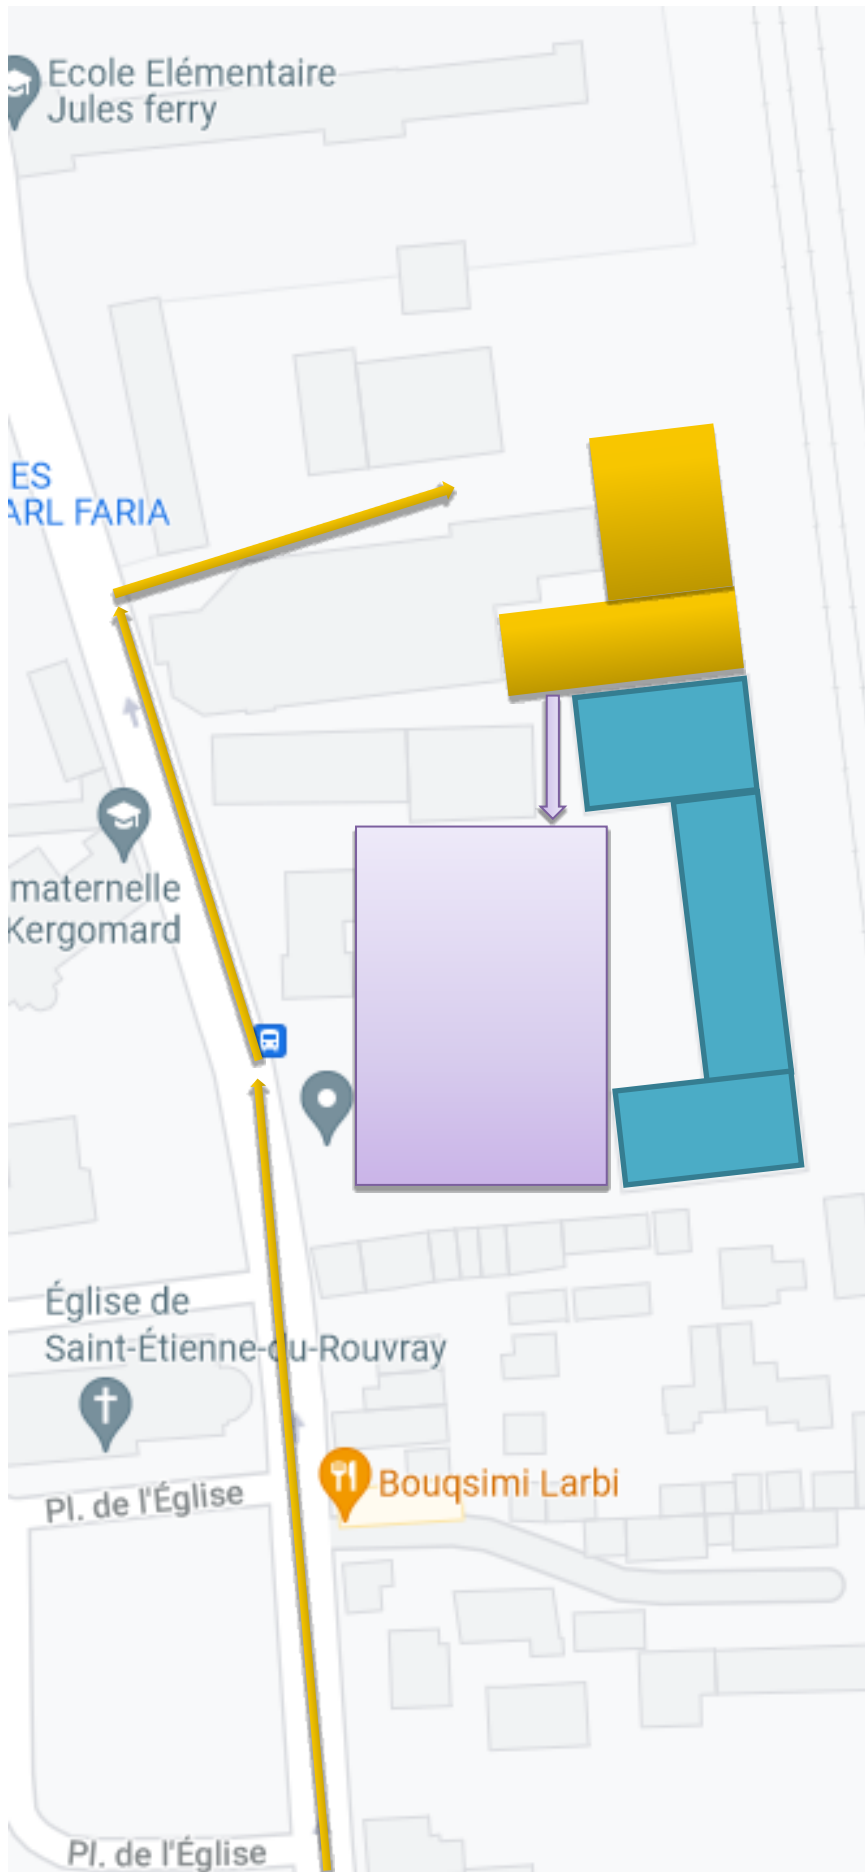 Ecole Elémentaire
Jules ferry
ES
ARL FARIA
maternelle
Kergomard
Église de
Saint-Étienne-du-Rouvray
Bouqsimi Larbi
Pl. de l'Église
Pl. de l'Église